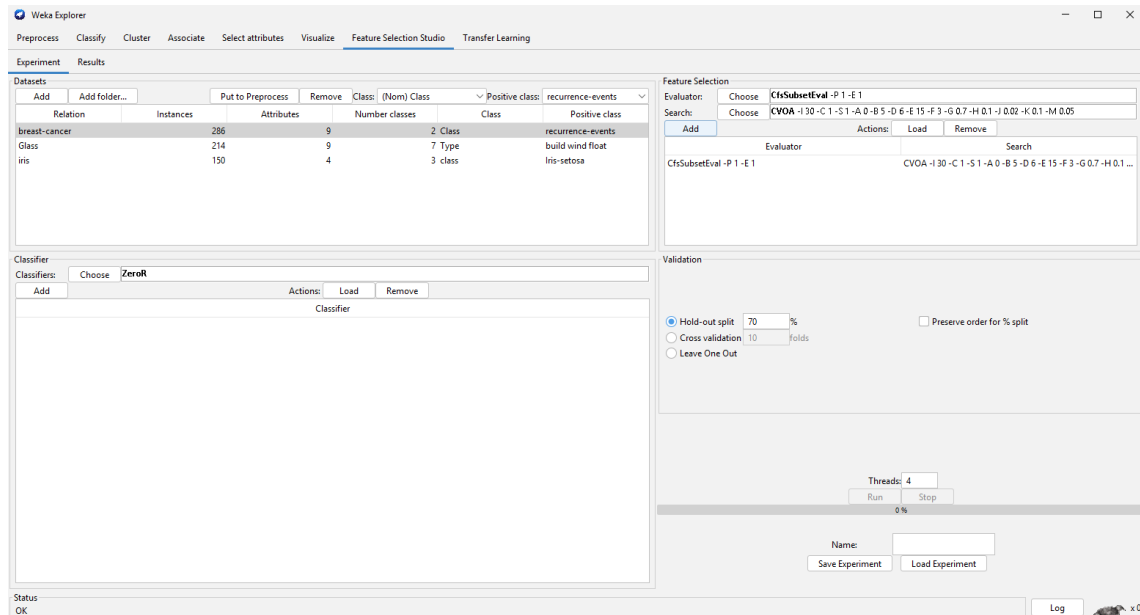 Weka Explorer
Preprocess Classify Cluster Associate Select attributes Visualize Feature Selection Studio Transfer Learning
Experiment Results
Datasets
Add Add folder... Put to Preprocess Remove Class: (Nom) Class Positive class: recurrence-events
Relation Instances Attributes Number classes Class Positive class
breast-cancer 286 9 2 Class recurrence-events
Glass 214 9 7 Type build wind float
iris 150 4 3 class Iris-setosa
Feature Selection
Evaluator: Choose CfsSubsetEval -P 1 -E 1
Search: Choose CVOA -I 30 -C 1 -S 1 -A 0 -B 5 -D 6 -E 15 -F 3 -G 0.7 -H 0.1 -J 0.02 -K 0.1 -M 0.05
Add Actions: Load Remove
Evaluator Search
CfsSubsetEval -P 1 -E 1 CVOA -I 30 -C 1 -S 1 -A 0 -B 5 -D 6 -E 15 -F 3 -G 0.7 -H 0.1 ...
Classifier
Classifiers: Choose ZeroR
Add Actions: Load Remove
Classifier
Validation
Hold-out split 70 % Preserve order for % split
Cross validation 10 folds
Leave One Out
Threads: 4
Run Stop
0 %
Name:
Save Experiment Load Experiment
Status
OK
Log x 0